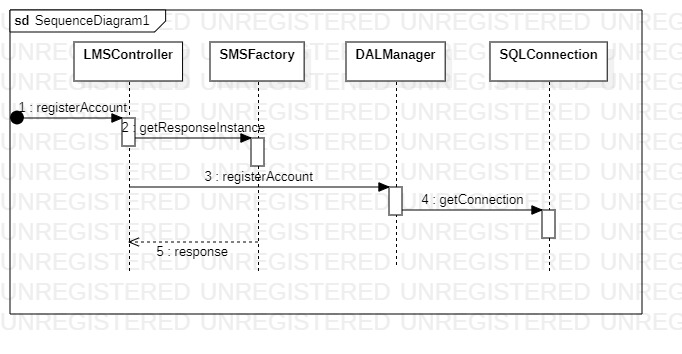 sd SequenceDiagram1
LMSController SMSFactory DALManager SQLConnection
1 : registerAccount
2 : getResponseInstance
3 : registerAccount
4 : getConnection
5 : response
UNREGISTERED UNREGISTERED UNREGISTERED UNREGISTERED